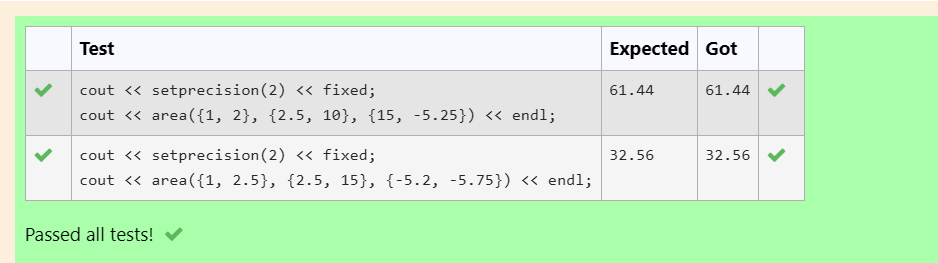 Test Expected Got
cout << setprecision(2) << fixed; 61.44 61.44
cout << area({1, 2}, {2.5, 10}, {15, -5.25}) << endl;
cout << setprecision(2) << fixed; 32.56 32.56
cout << area({1, 2.5}, {2.5, 15}, {-5.2, -5.75}) << endl;
Passed all tests!